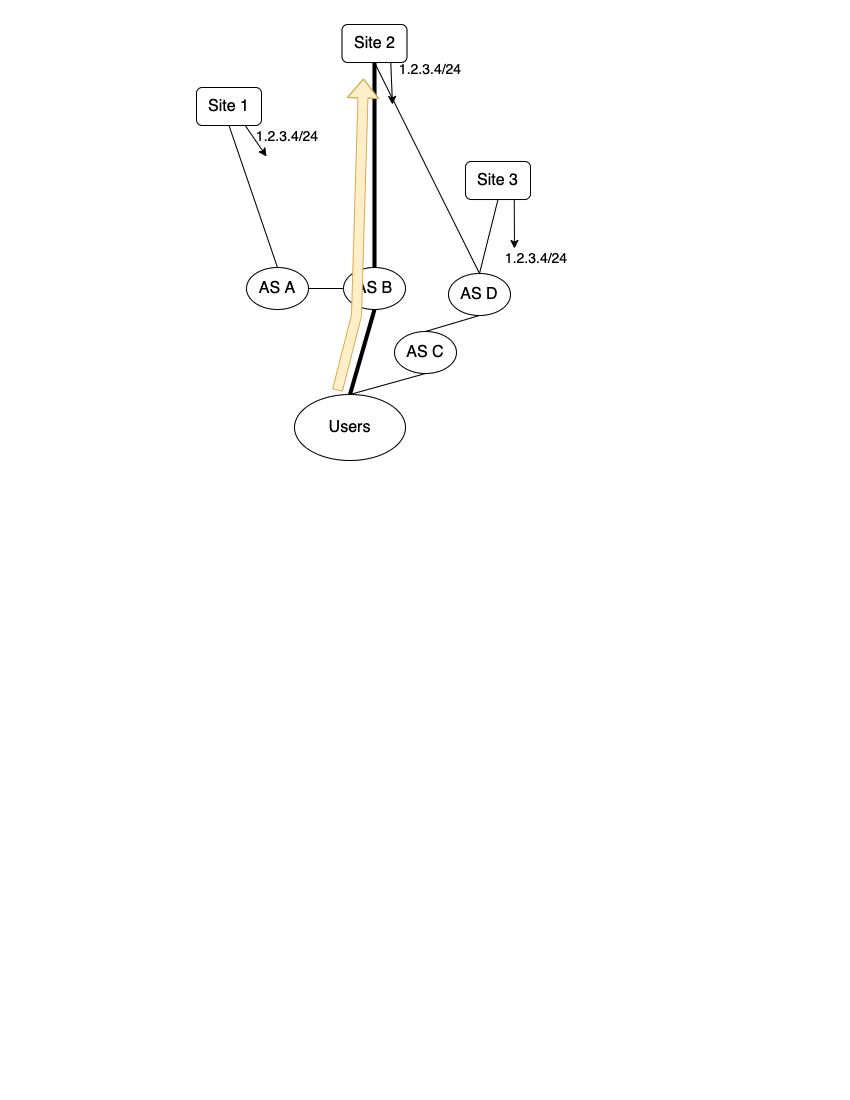 Site 2
1.2.3.4/24
Site 1
1.2.3.4/24
Site 3
1.2.3.4/24
AS A
AS B
AS D
AS C
Users